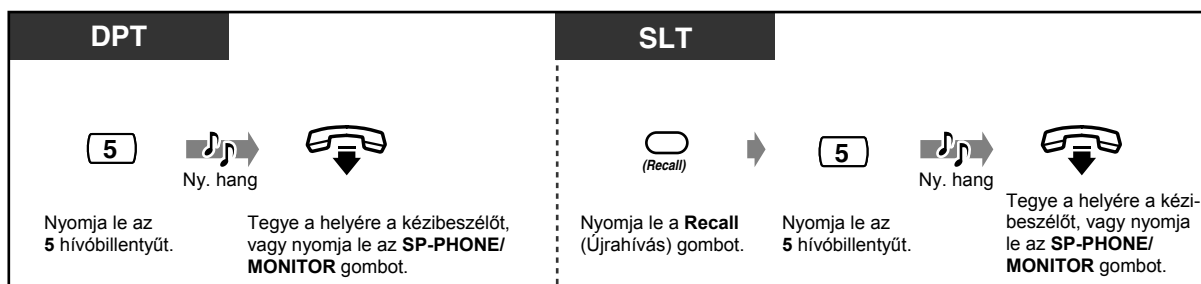 DPT
5
Ny. hang
Nyomja le az
5 hívóbillentyűt.
Tegye a helyére a kézibeszélőt,
vagy nyomja le az SP-PHONE/
MONITOR gombot.
SLT
(Recall)
5
Ny. hang
Nyomja le a Recall
(Újrahívás) gombot.
Nyomja le az
5 hívóbillentyűt.
Tegye a helyére a kézi-
beszélőt, vagy nyomja
le az SP-PHONE/
MONITOR gombot.